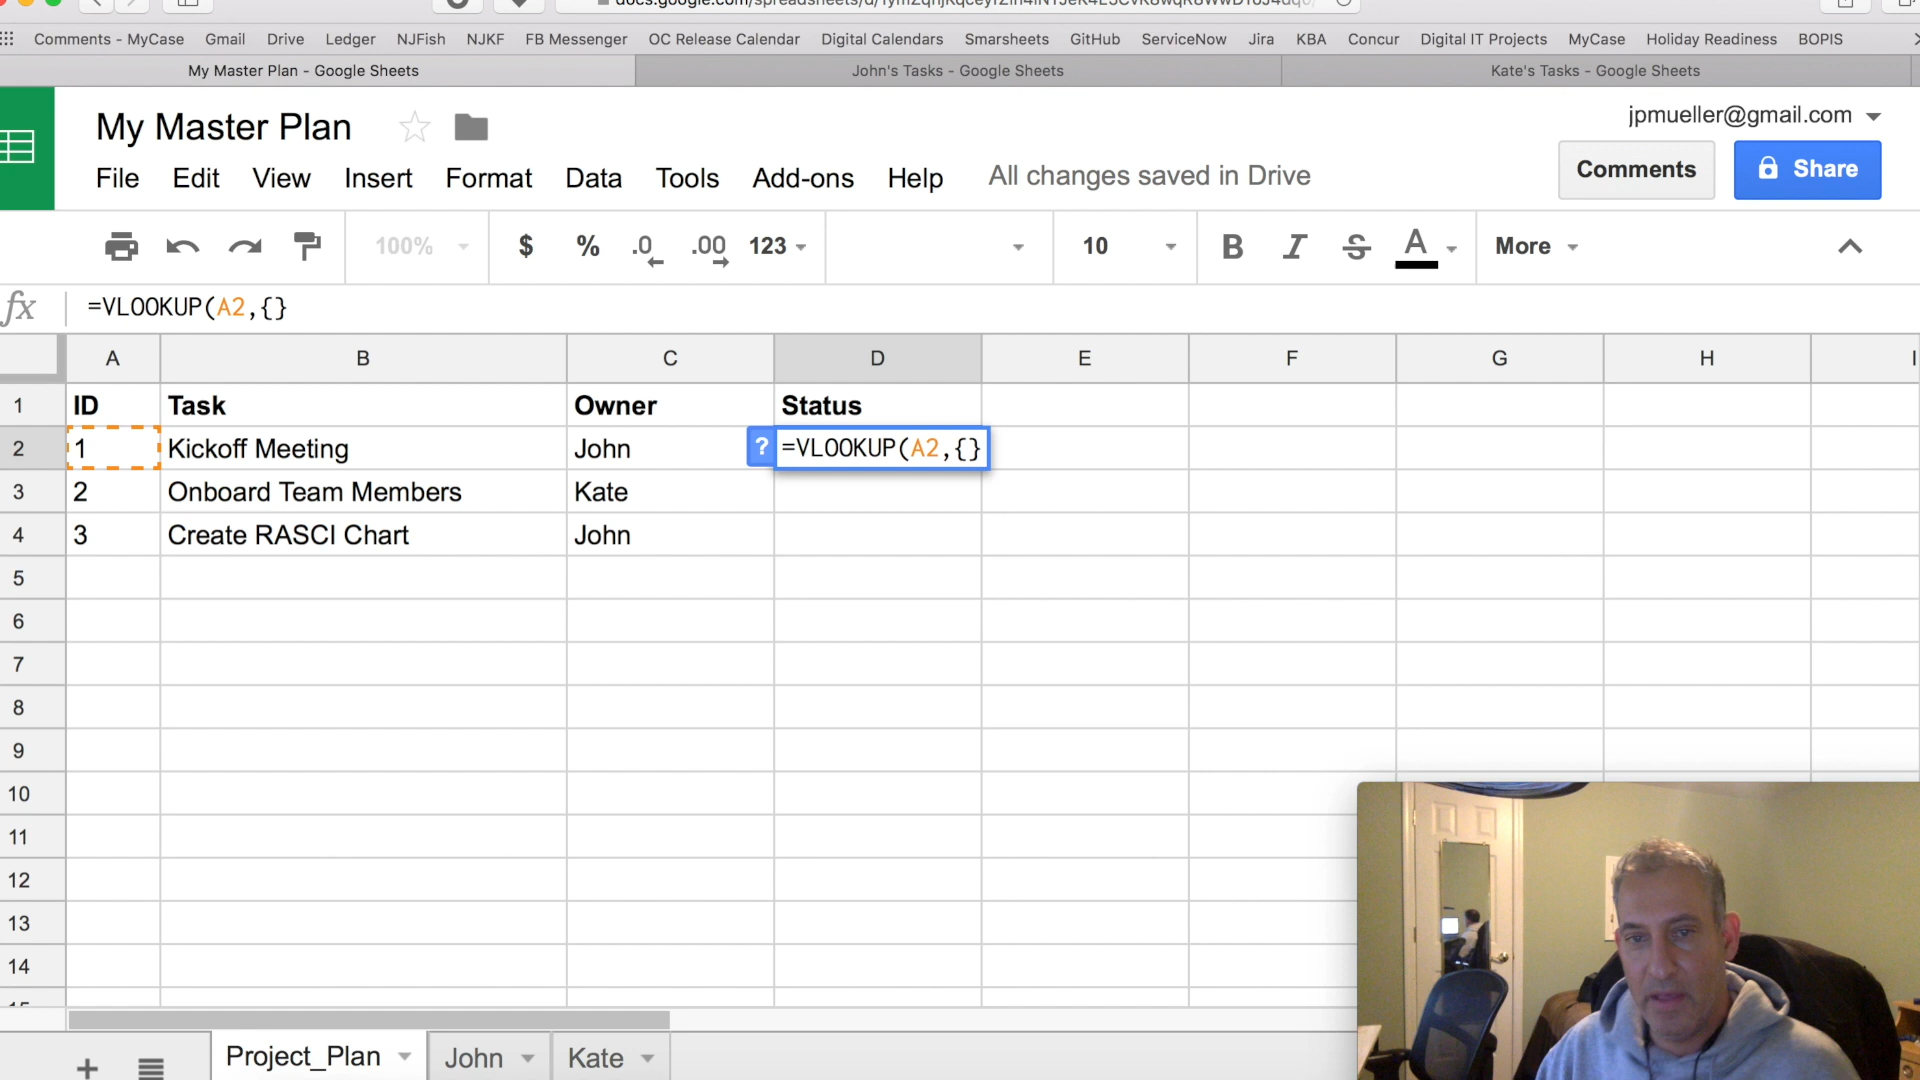 Comments - MyCase Gmail Drive Ledger NJFish NJKF FB Messenger OC Release Calendar Digital Calendars Smarsheets GitHub ServiceNow Jira KBA Concur Digital IT Projects MyCase Holiday Readiness BOPIS
My Master Plan - Google Sheets John's Tasks - Google Sheets Kate's Tasks - Google Sheets
My Master Plan
jpmueller@gmail.com
File Edit View Insert Format Data Tools Add-ons Help All changes saved in Drive
Comments Share
100% $ % .0 .00 123 10 B I S A More
fx =VLOOKUP(A2,{}
A B C D E F G H I
1 ID Task Owner Status
2 1 Kickoff Meeting John ? =VLOOKUP(A2,{}
3 2 Onboard Team Members Kate
4 3 Create RASCI Chart John
5
6
7
8
9
10
11
12
13
14
+ Project_Plan John Kate